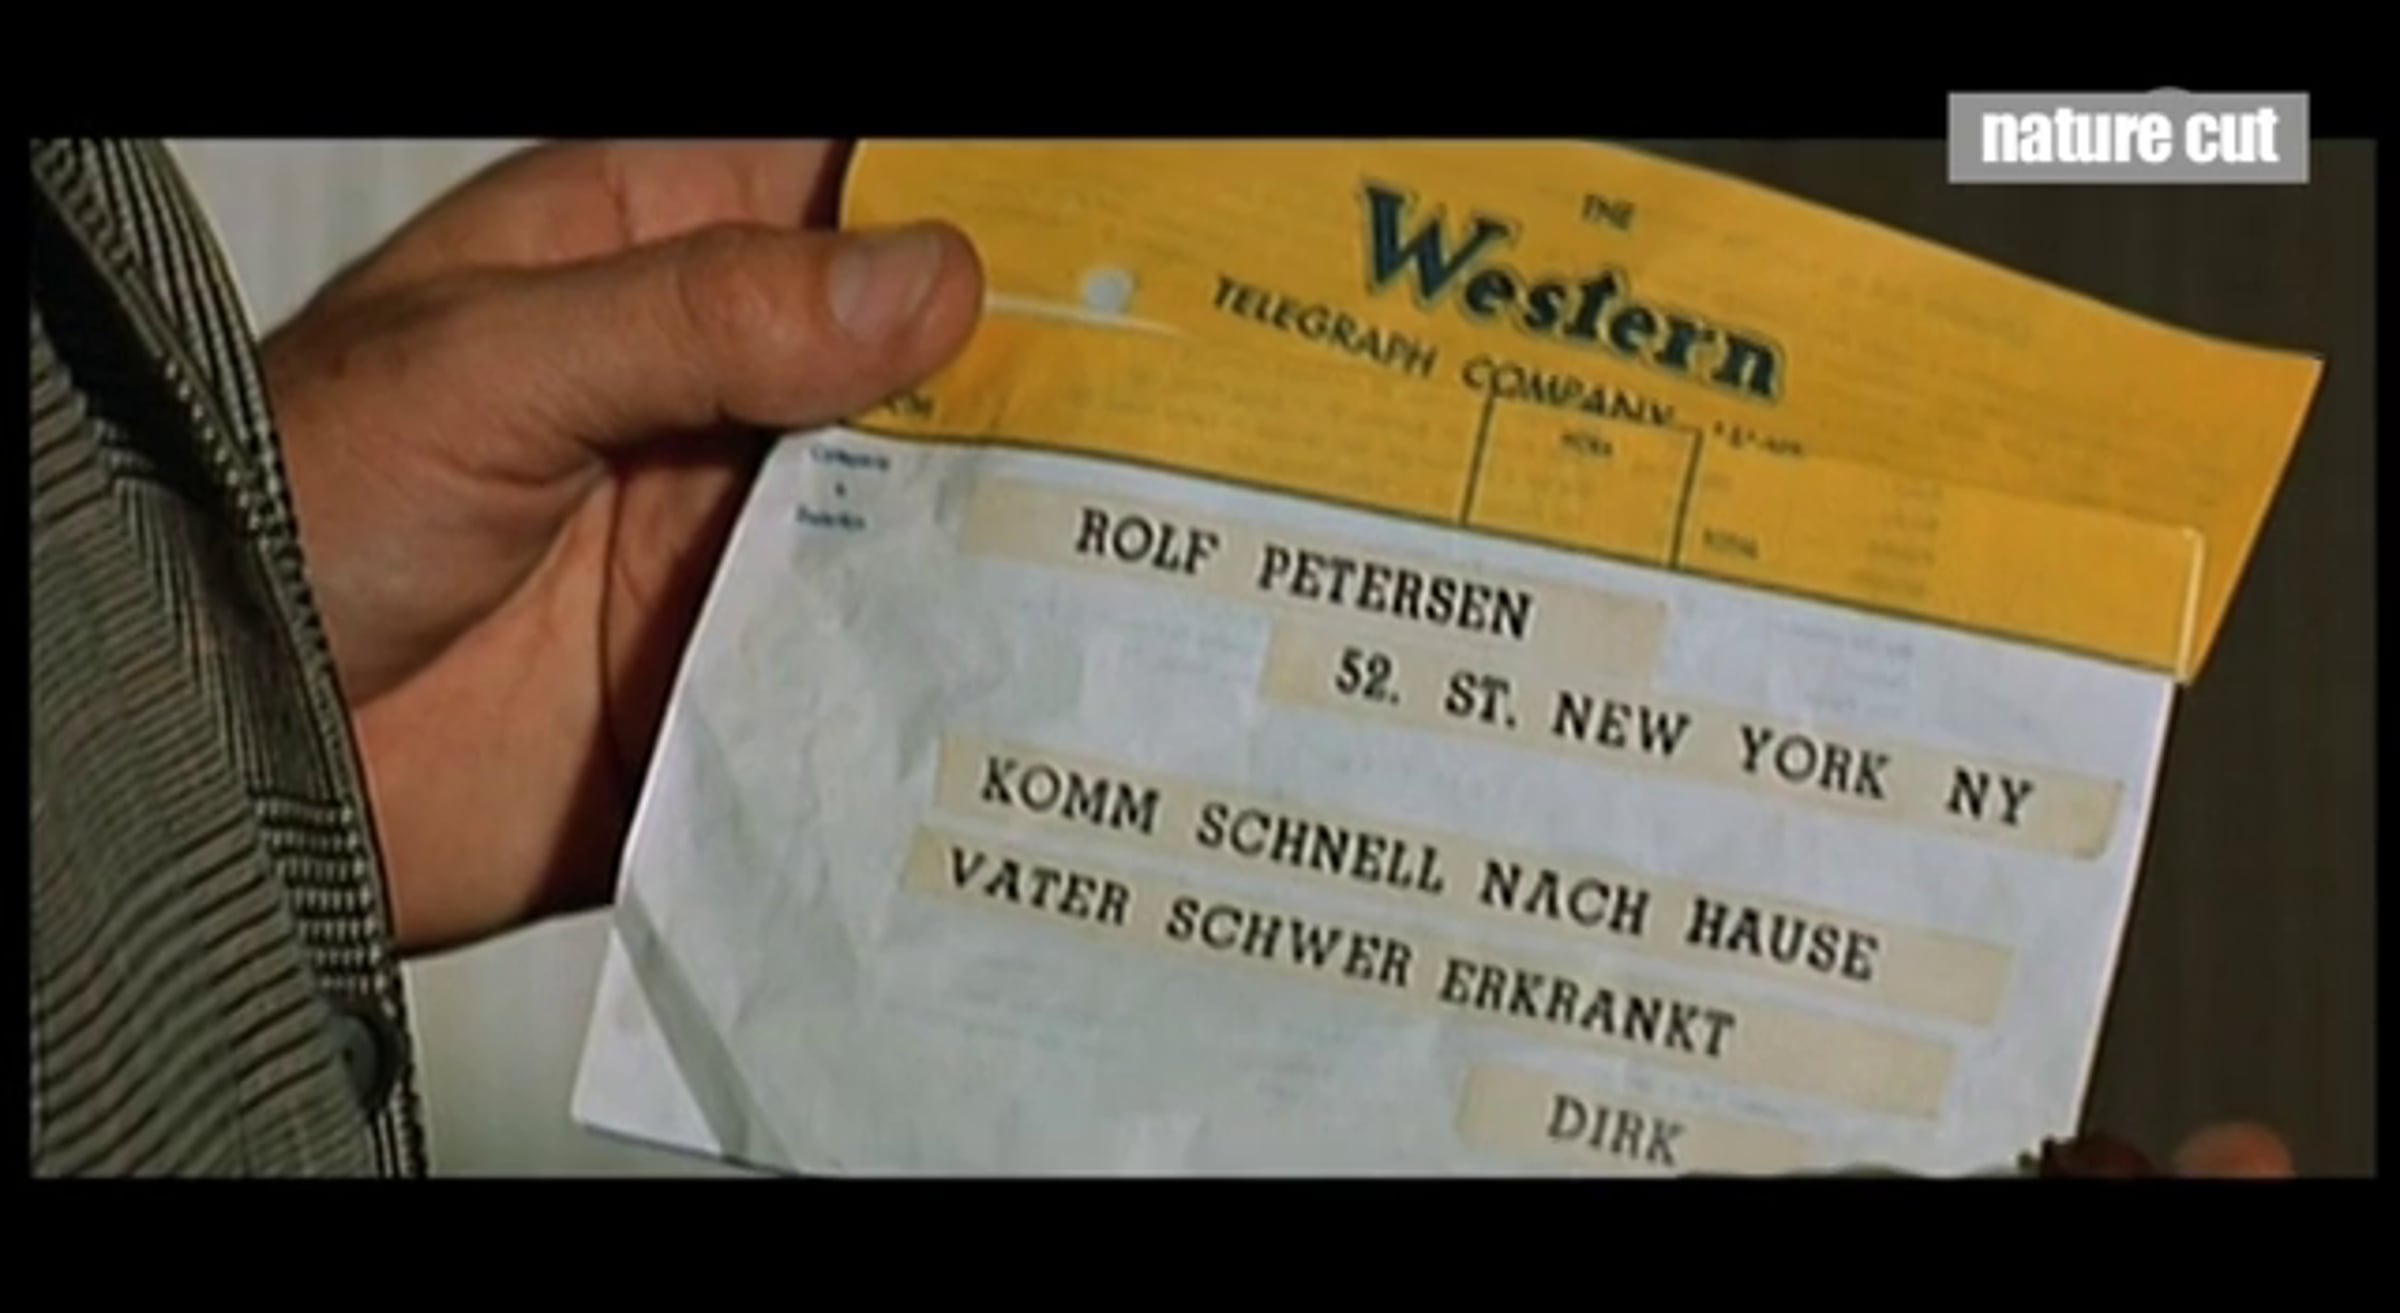 nature cut
THE
Western
TELEGRAPH COMPANY
ROLF PETERSEN
52. ST. NEW YORK NY
KOMM SCHNELL NACH HAUSE
VATER SCHWER ERKRANKT
DIRK